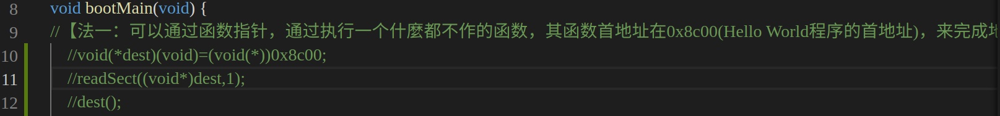 8 void bootMain(void) {
9 //【法一：可以通过函数指针，通过执行一个什麼都不作的函数，其函数首地址在0x8c00(Hello World程序的首地址)，来完成地
10 //void(*dest)(void)=(void(*))0x8c00;
11 //readSect((void*)dest,1);
12 //dest();